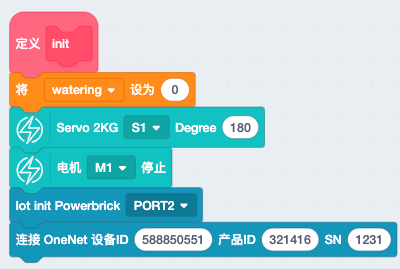 定义 init
将 watering 设为 0
Servo 2KG S1 Degree 180
电机 M1 停止
Iot init Powerbrick PORT2
连接 OneNet 设备ID 588850551 产品ID 321416 SN 1231